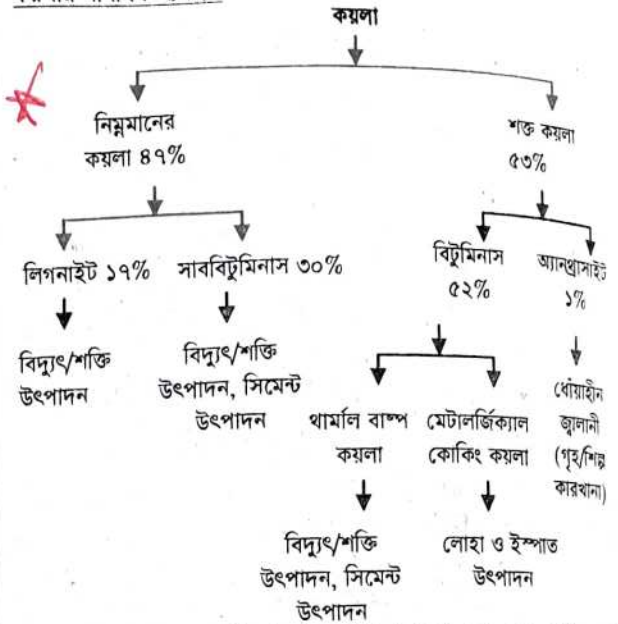 কয়লা
নিম্নমানের
কয়লা ৪৭%
শক্ত কয়লা
৫৩%
লিগনাইট ১৭%
সাববিটুমিনাস ৩০%
বিটুমিনাস
৫২%
অ্যানথ্রাসাইট
১%
বিদ্যুৎ/শক্তি
উৎপাদন
বিদ্যুৎ/শক্তি
উৎপাদন, সিমেন্ট
উৎপাদন
থার্মাল বাষ্প
কয়লা
মেটালর্জিক্যাল
কোকিং কয়লা
ধোঁয়াহীন
জ্বালানী
(গৃহ/শিল্প
কারখানা)
বিদ্যুৎ/শক্তি
উৎপাদন, সিমেন্ট
উৎপাদন
লোহা ও ইস্পাত
উৎপাদন